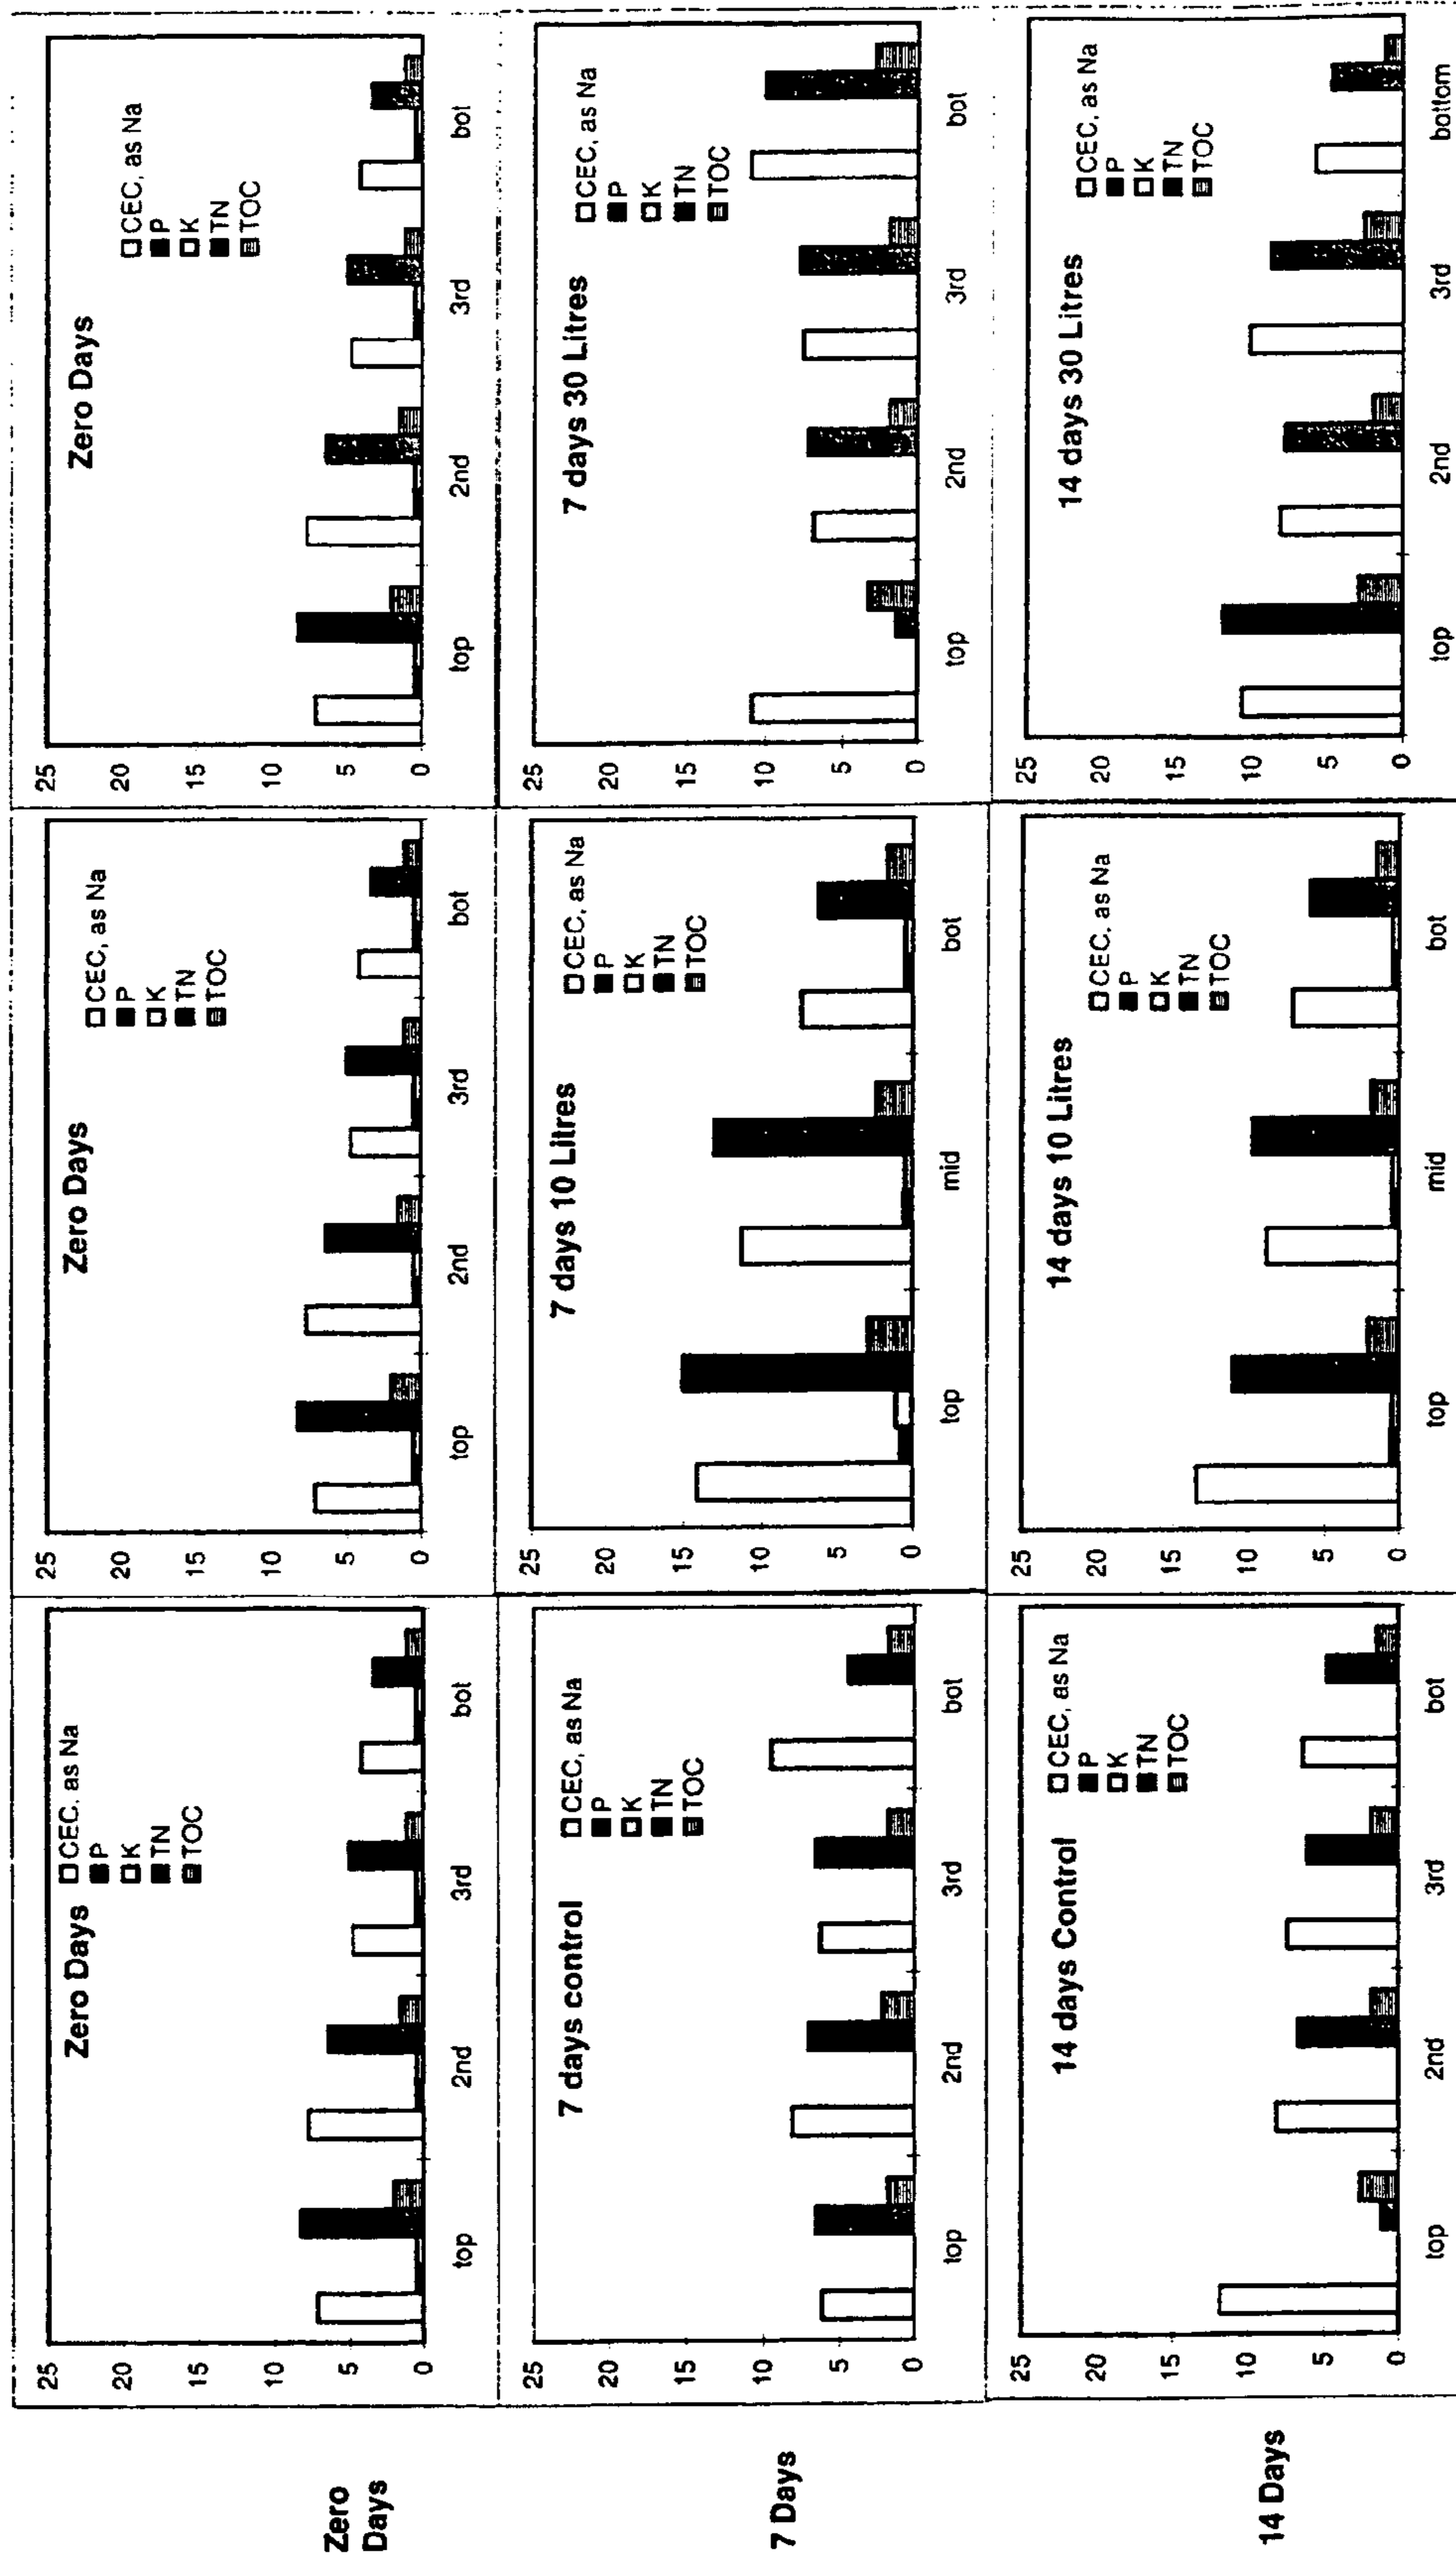 Zero
Days
Zero Days
CEC, as Na
P
K
TN
TOC
25
20
15
10
5
0
top 2nd 3rd bot
Zero Days
CEC, as Na
P
K
TN
TOC
25
20
15
10
5
0
top 2nd 3rd bot
Zero Days
CEC, as Na
P
K
TN
TOC
25
20
15
10
5
0
top 2nd 3rd bot
7 Days
7 days control
CEC, as Na
P
K
TN
TOC
25
20
15
10
5
0
top 2nd 3rd bot
7 days 10 Litres
CEC, as Na
P
K
TN
TOC
25
20
15
10
5
0
top mid bot
7 days 30 Litres
CEC, as Na
P
K
TN
TOC
25
20
15
10
5
0
top 2nd 3rd bot
14 Days
14 days Control
CEC, as Na
P
K
TN
TOC
25
20
15
10
5
0
top 2nd 3rd bot
14 days 10 Litres
CEC, as Na
P
K
TN
TOC
25
20
15
10
5
0
top mid bot
14 days 30 Litres
CEC, as Na
P
K
TN
TOC
25
20
15
10
5
0
top 2nd 3rd bottom